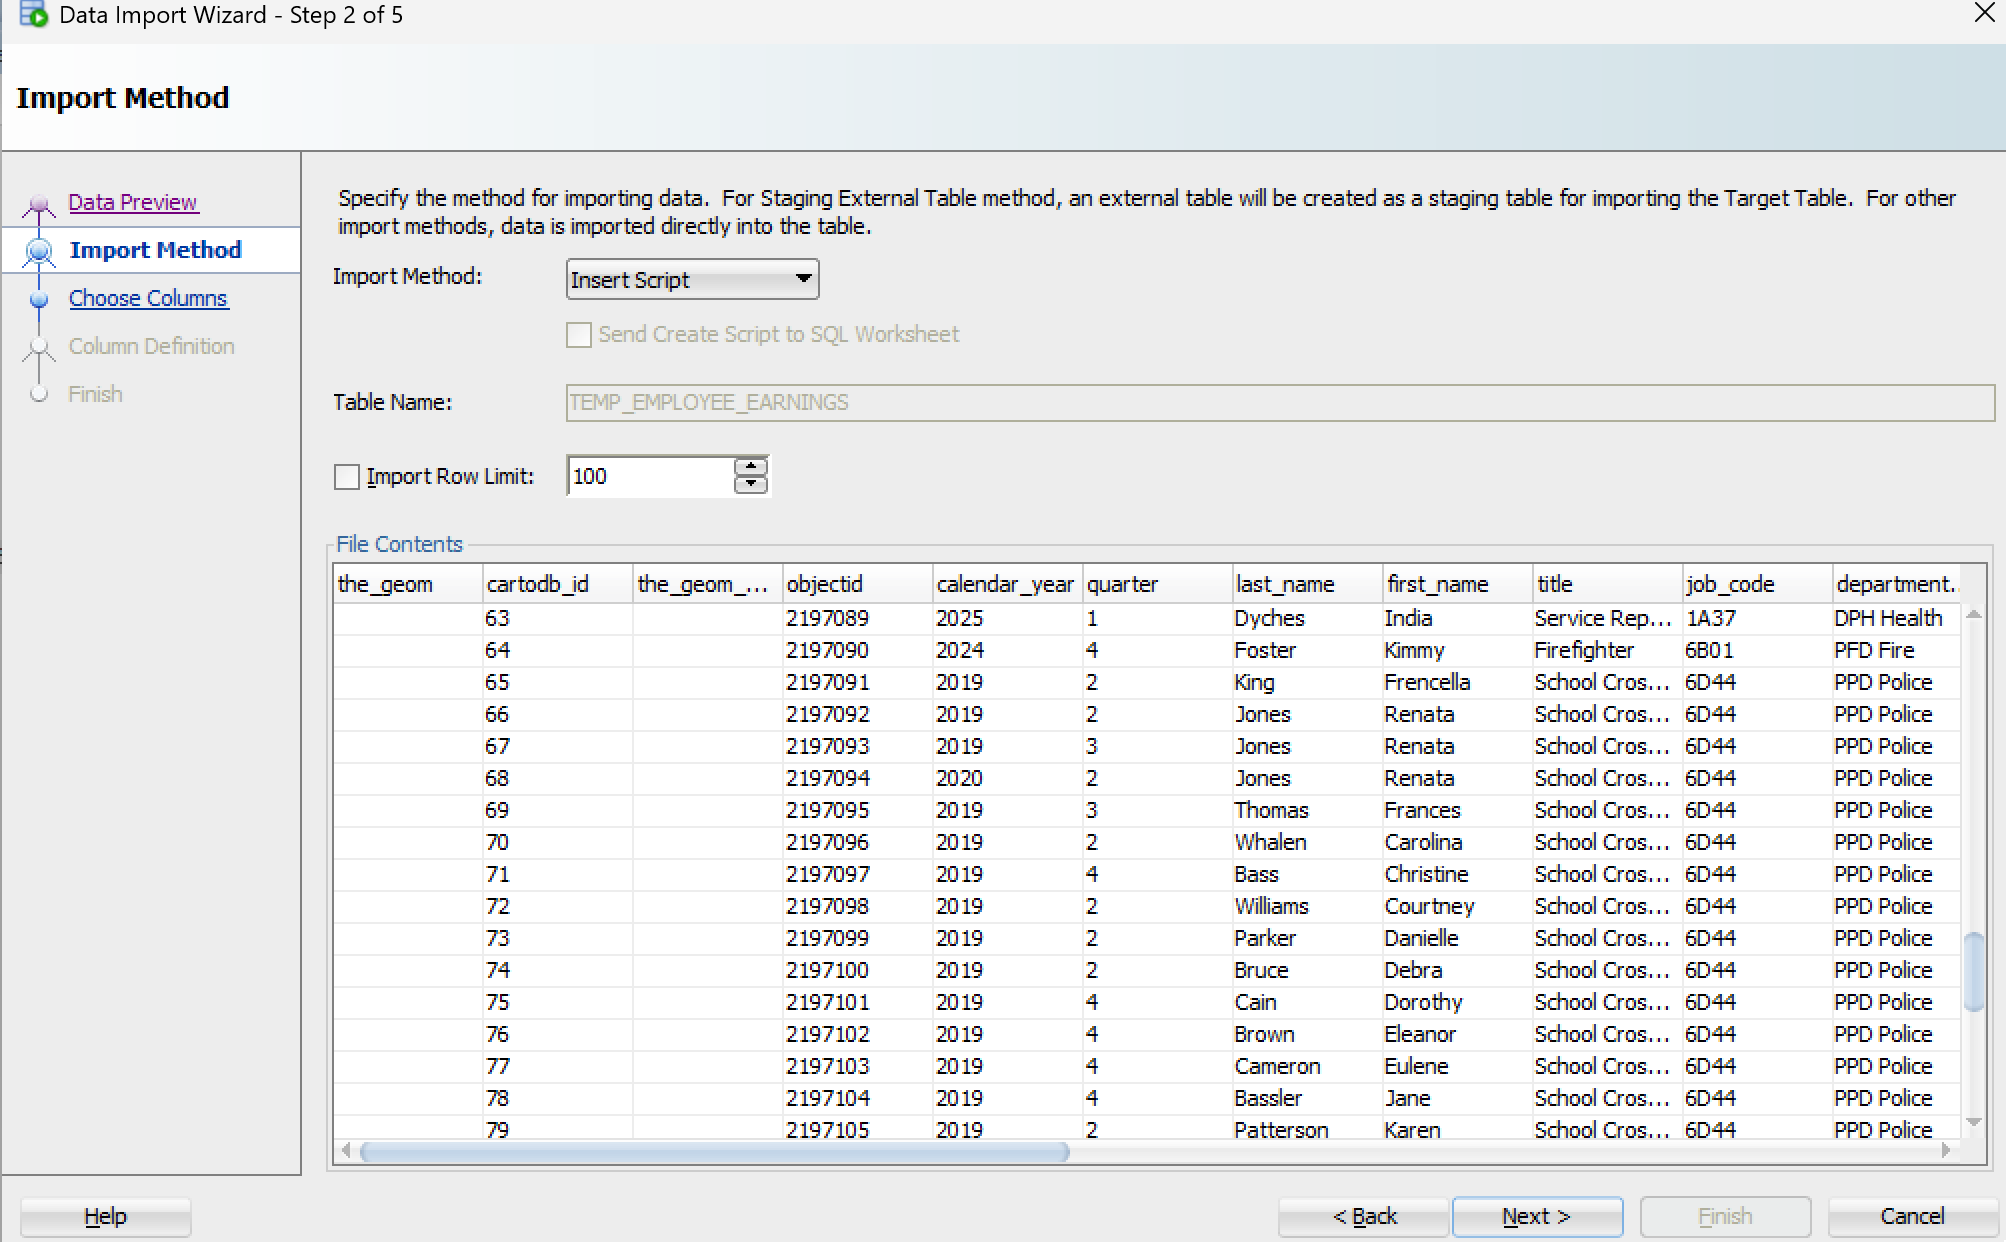 Data Import Wizard - Step 2 of 5
Import Method
Data Preview
Import Method
Choose Columns
Column Definition
Finish
Specify the method for importing data.  For Staging External Table method, an external table will be created as a staging table for importing the Target Table.  For other
import methods, data is imported directly into the table.
Import Method: Insert Script
Send Create Script to SQL Worksheet
Table Name: TEMP_EMPLOYEE_EARNINGS
Import Row Limit: 100
File Contents
the_geom cartodb_id the_geom_... objectid calendar_year quarter last_name first_name title job_code department...
63 2197089 2025 1 Dyches India Service Rep... 1A37 DPH Health
64 2197090 2024 4 Foster Kimmy Firefighter 6B01 PFD Fire
65 2197091 2019 2 King Frencella School Cros... 6D44 PPD Police
66 2197092 2019 2 Jones Renata School Cros... 6D44 PPD Police
67 2197093 2019 3 Jones Renata School Cros... 6D44 PPD Police
68 2197094 2020 2 Jones Renata School Cros... 6D44 PPD Police
69 2197095 2019 3 Thomas Frances School Cros... 6D44 PPD Police
70 2197096 2019 2 Whalen Carolina School Cros... 6D44 PPD Police
71 2197097 2019 4 Bass Christine School Cros... 6D44 PPD Police
72 2197098 2019 2 Williams Courtney School Cros... 6D44 PPD Police
73 2197099 2019 2 Parker Danielle School Cros... 6D44 PPD Police
74 2197100 2019 2 Bruce Debra School Cros... 6D44 PPD Police
75 2197101 2019 4 Cain Dorothy School Cros... 6D44 PPD Police
76 2197102 2019 4 Brown Eleanor School Cros... 6D44 PPD Police
77 2197103 2019 4 Cameron Eulene School Cros... 6D44 PPD Police
78 2197104 2019 4 Bassler Jane School Cros... 6D44 PPD Police
79 2197105 2019 2 Patterson Karen School Cros... 6D44 PPD Police
Help < Back Next > Finish Cancel